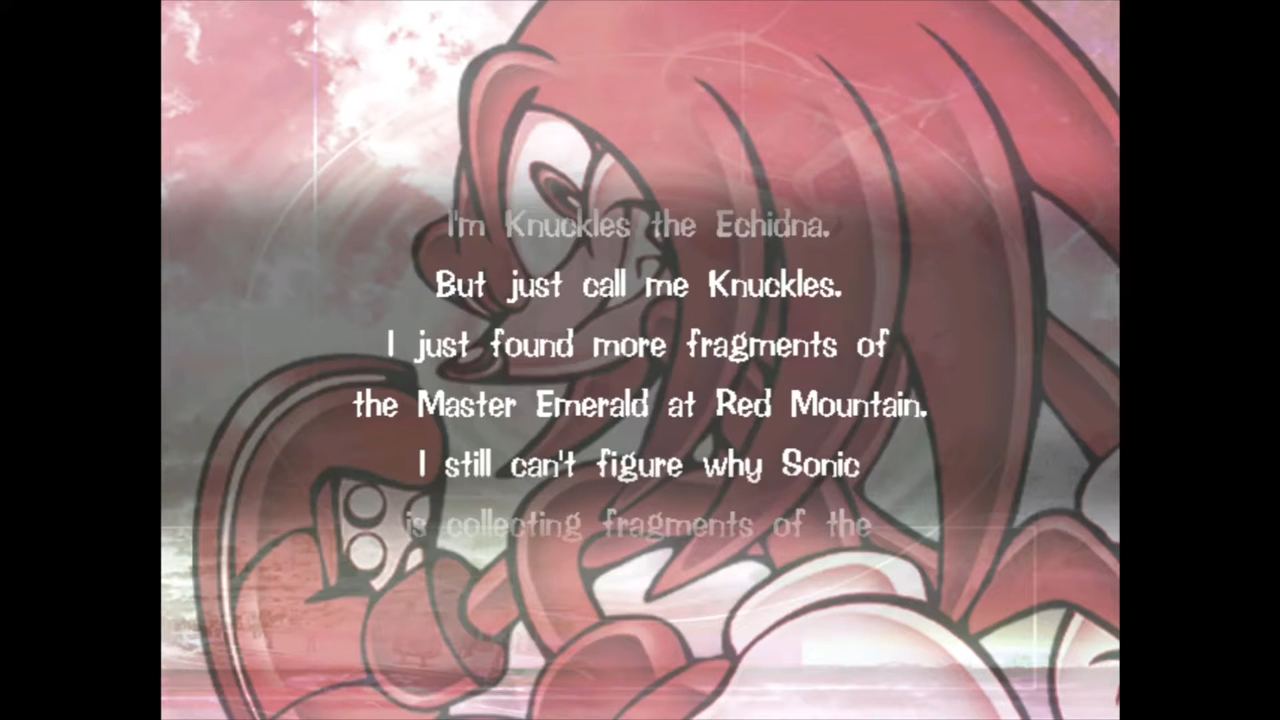 I'm Knuckles the Echidna.
But just call me Knuckles.
I just found more fragments of
the Master Emerald at Red Mountain.
I still can't figure why Sonic
is collecting fragments of the